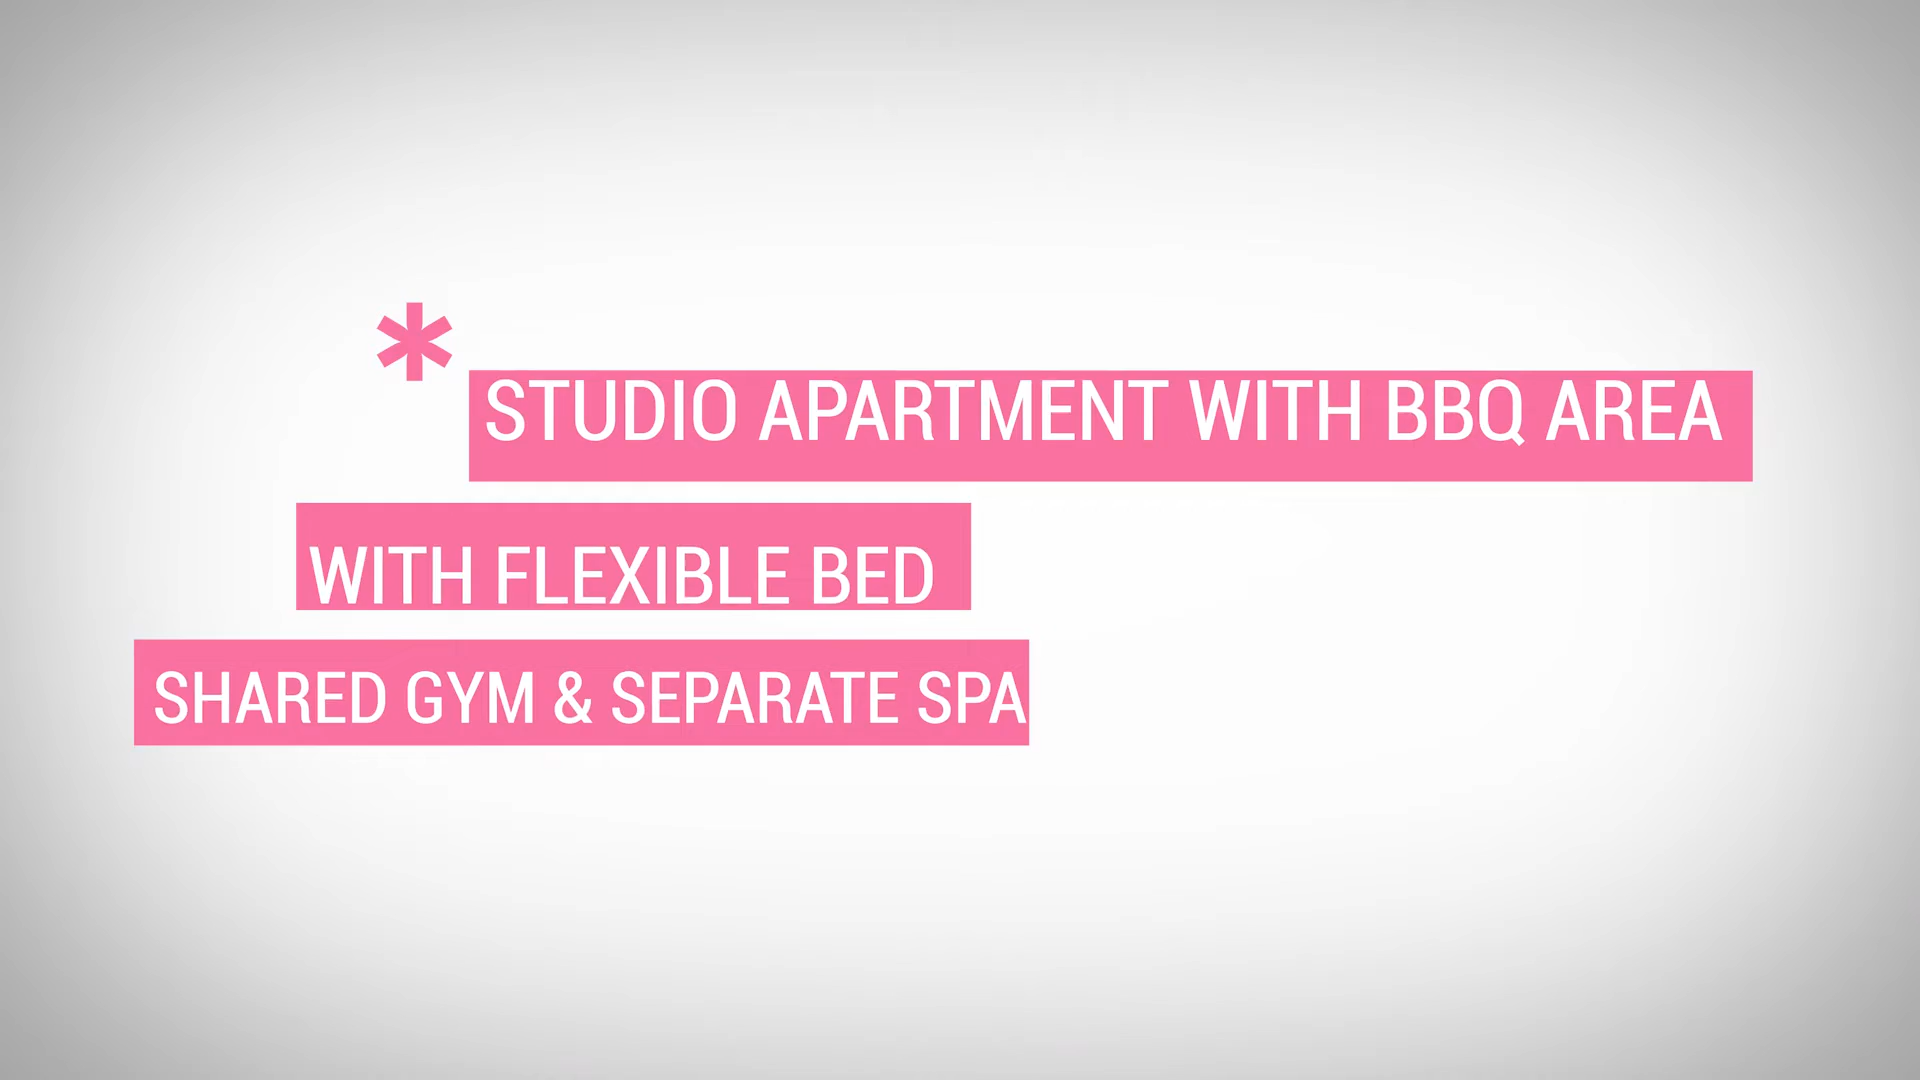 * STUDIO APARTMENT WITH BBQ AREA
WITH FLEXIBLE BED
SHARED GYM & SEPARATE SPA